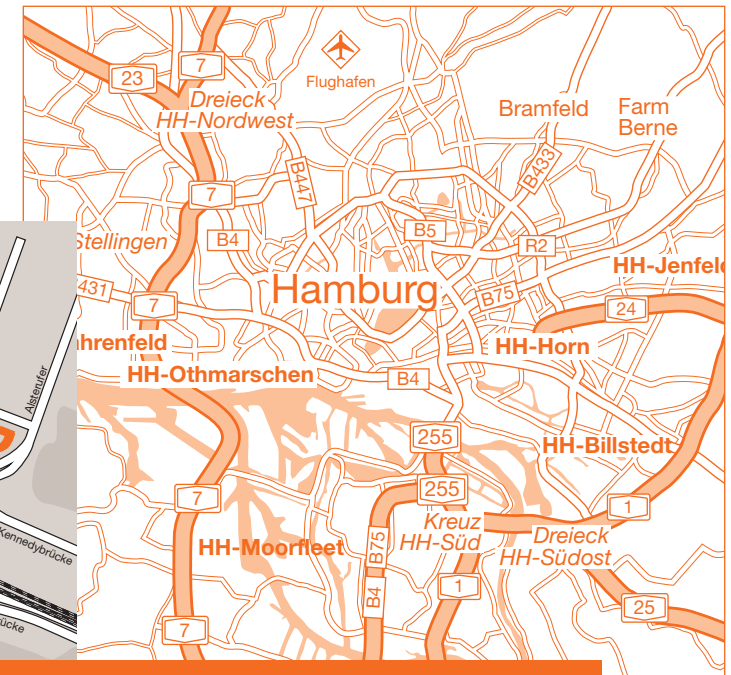 7
23
Flughafen
Dreieck
HH-Nordwest
Bramfeld
Farm
Berne
B447
B433
7
Stellingen
B4
B5
R2
HH-Jenfeld
431
Hamburg
B75
24
7
hrenfeld
HH-Horn
HH-Othmarschen
B4
Alsterufer
255
HH-Billstedt
255
7
1
Kreuz
HH-Süd
Dreieck
HH-Südost
Kennedybrücke
HH-Moorfleet
B75
B4
1
25
7
ücke